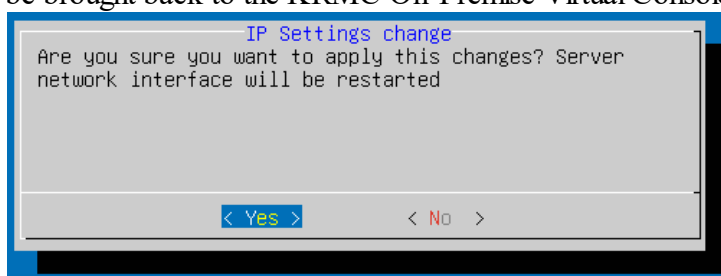 be brought back to the KRMC On-Premise Virtual Consol
IP Settings change
Are you sure you want to apply this changes? Server
network interface will be restarted
< Yes > < No >